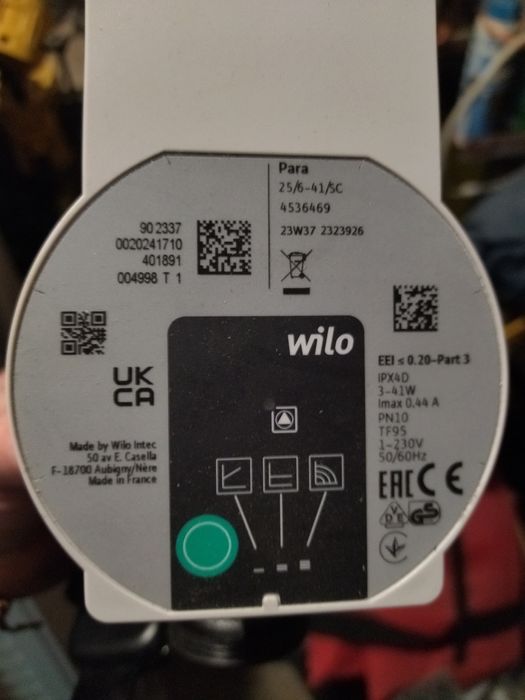 Para
25/6-41/SC
4536469
23W37 2323926
90 2337
0020241710
401891
004998 T 1
wilo
UK
CA
EEI ≤ 0.20-Part 3
IPX4D
3-41W
Imax 0.44 A
PN10
TF95
1~230V
50/60Hz
EAC CE
VDE GS
Made by Wilo Intec
50 av E. Casella
F-18700 Aubigny/Nère
Made in France